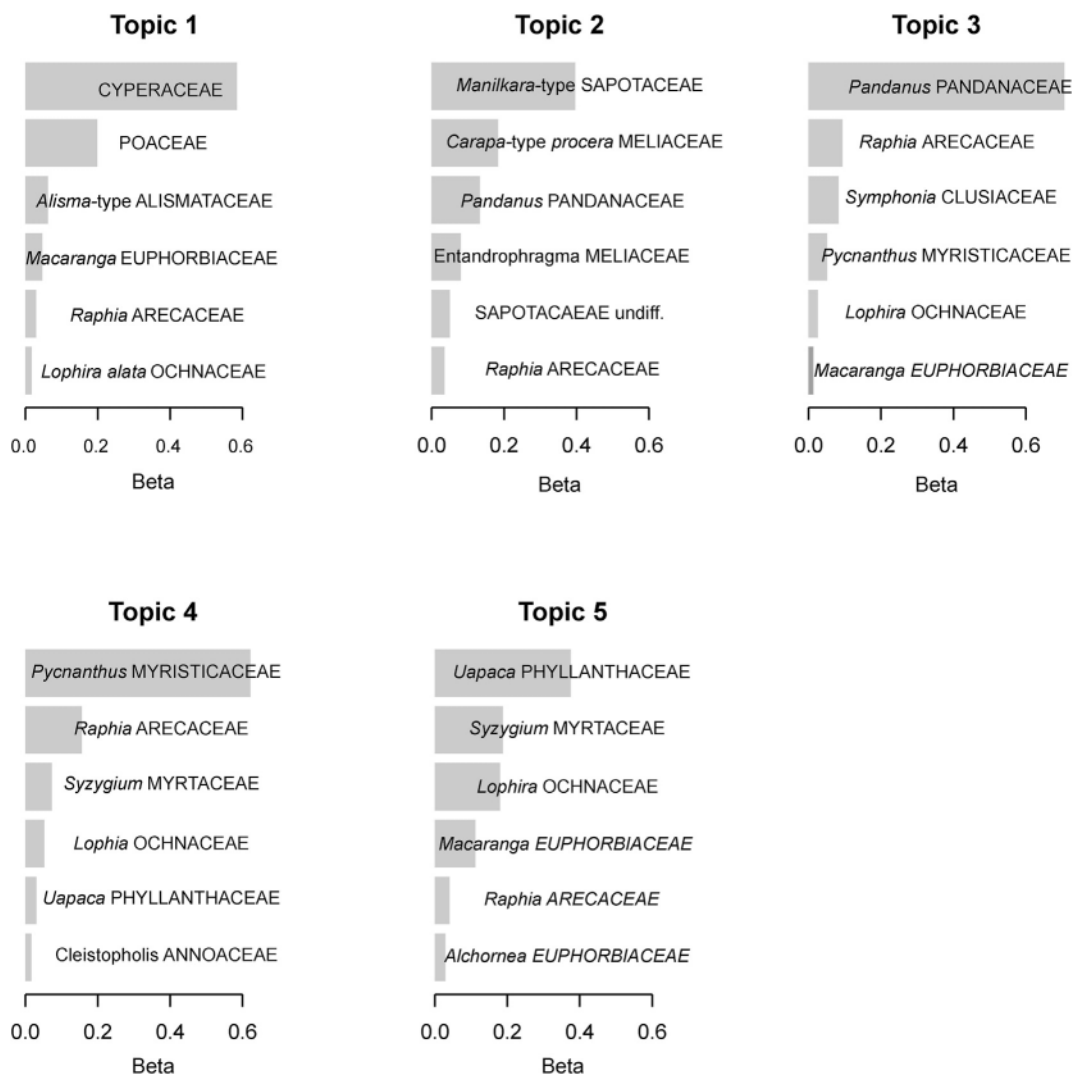 Topic 1
CYPERACEAE
POACEAE
Alisma-type ALISMATACEAE
Macaranga EUPHORBIACEAE
Raphia ARECACEAE
Lophira alata OCHNACEAE
0.0 0.2 0.4 0.6
Beta
Topic 2
Manilkara-type SAPOTACEAE
Carapa-type procera MELIACEAE
Pandanus PANDANACEAE
Entandrophragma MELIACEAE
SAPOTACAEAE undiff.
Raphia ARECACEAE
0.0 0.2 0.4 0.6
Beta
Topic 3
Pandanus PANDANACEAE
Raphia ARECACEAE
Symphonia CLUSIACEAE
Pycnanthus MYRISTICACEAE
Lophira OCHNACEAE
Macaranga EUPHORBIACEAE
0.0 0.2 0.4 0.6
Beta
Topic 4
Pycnanthus MYRISTICACEAE
Raphia ARECACEAE
Syzygium MYRTACEAE
Lophia OCHNACEAE
Uapaca PHYLLANTHACEAE
Cleistopholis ANNOACEAE
0.0 0.2 0.4 0.6
Beta
Topic 5
Uapaca PHYLLANTHACEAE
Syzygium MYRTACEAE
Lophira OCHNACEAE
Macaranga EUPHORBIACEAE
Raphia ARECACEAE
Alchornea EUPHORBIACEAE
0.0 0.2 0.4 0.6
Beta